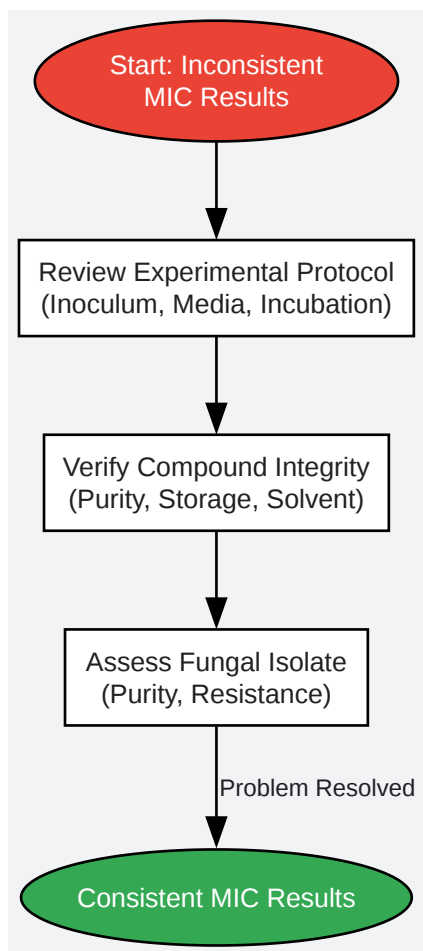 Start: Inconsistent
MIC Results
Review Experimental Protocol
(Inoculum, Media, Incubation)
Verify Compound Integrity
(Purity, Storage, Solvent)
Assess Fungal Isolate
(Purity, Resistance)
Problem Resolved
Consistent MIC Results